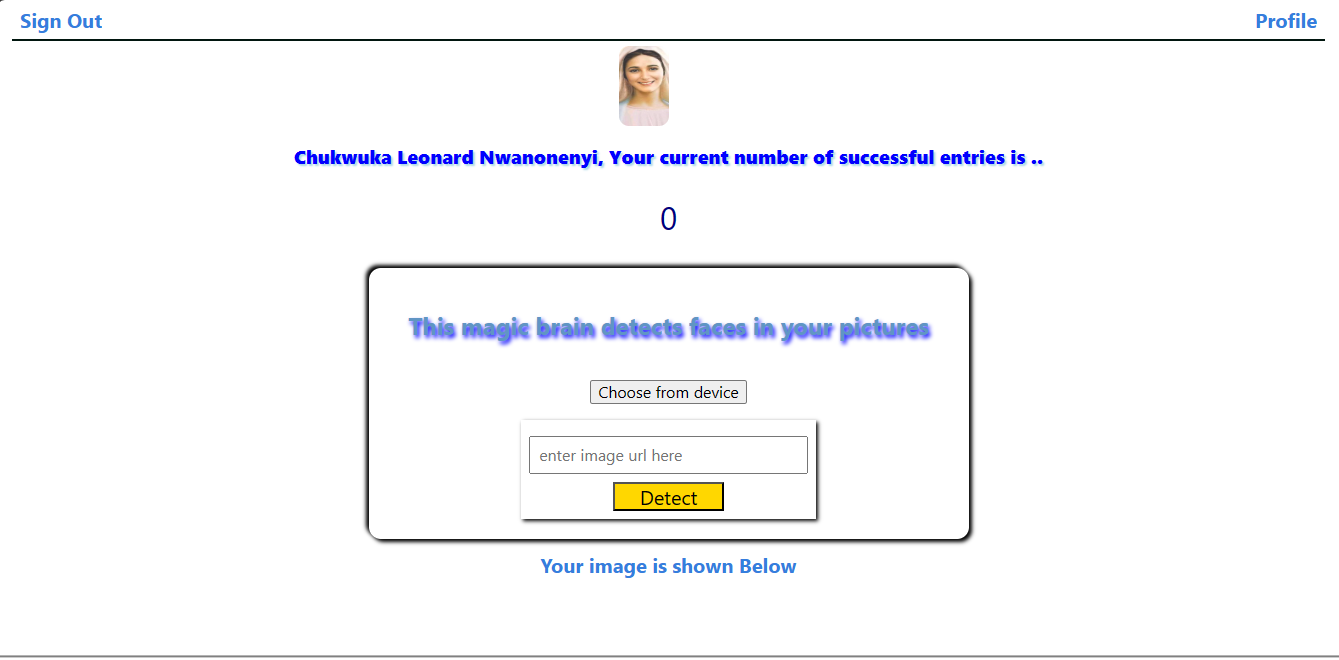 Sign Out
Profile
Chukwuka Leonard Nwanonenyi, Your current number of successful entries is ..
0
This magic brain detects faces in your pictures
Choose from device
enter image url here
Detect
Your image is shown Below